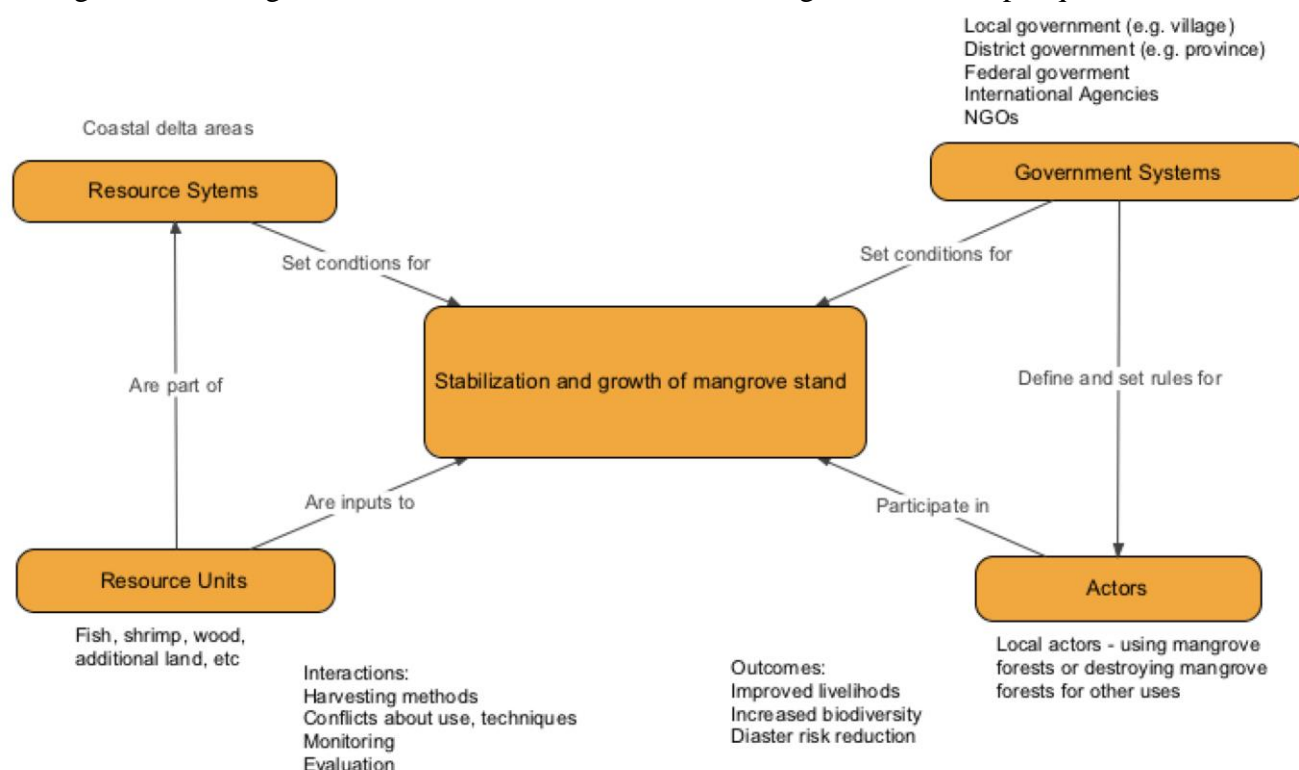 Local government (e.g. village)
District government (e.g. province)
Federal goverment
International Agencies
NGOs
Coastal delta areas
Resource Sytems
Government Systems
Set condtions for
Set conditions for
Stabilization and growth of mangrove stand
Are part of
Define and set rules for
Are inputs to
Participate in
Resource Units
Actors
Fish, shrimp, wood,
additional land, etc
Local actors - using mangrove
forests or destroying mangrove
forests for other uses
Interactions:
Harvesting methods
Conflicts about use, techniques
Monitoring
Evaluation
Outcomes:
Improved livelihods
Increased biodiversity
Diaster risk reduction